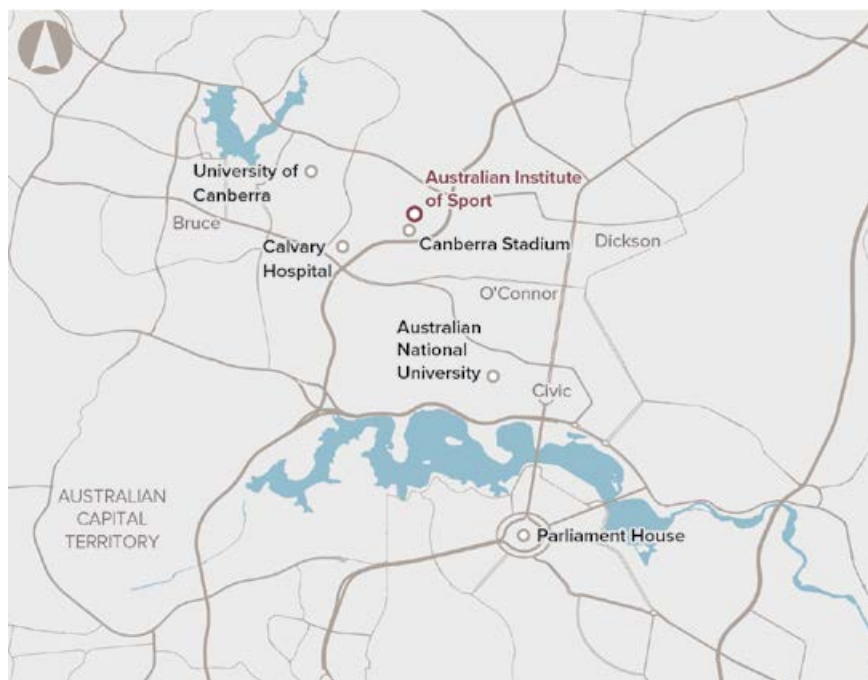 University of
Canberra
Australian Institute
of Sport
Bruce
Canberra Stadium
Dickson
Calvary
Hospital
O'Connor
Australian
National
University
Civic
AUSTRALIAN
CAPITAL
TERRITORY
Parliament House